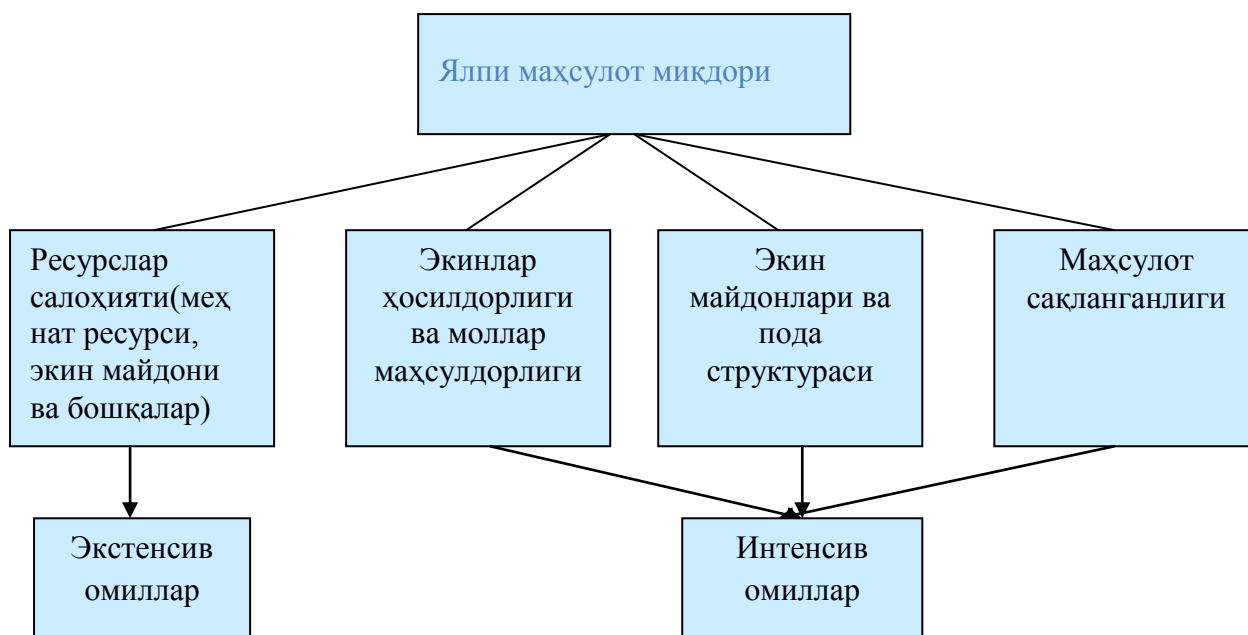 Ялпи маҳсулот миқдори
Ресурслар
салоҳияти(меҳ
нат ресурси,
экин майдони
ва бошқалар)
Экинлар
ҳосилдорлиги
ва моллар
маҳсулдорлиги
Экин
майдонлари ва
пода
структураси
Маҳсулот
сақланганлиги
Экстенсив
омиллар
Интенсив
омиллар